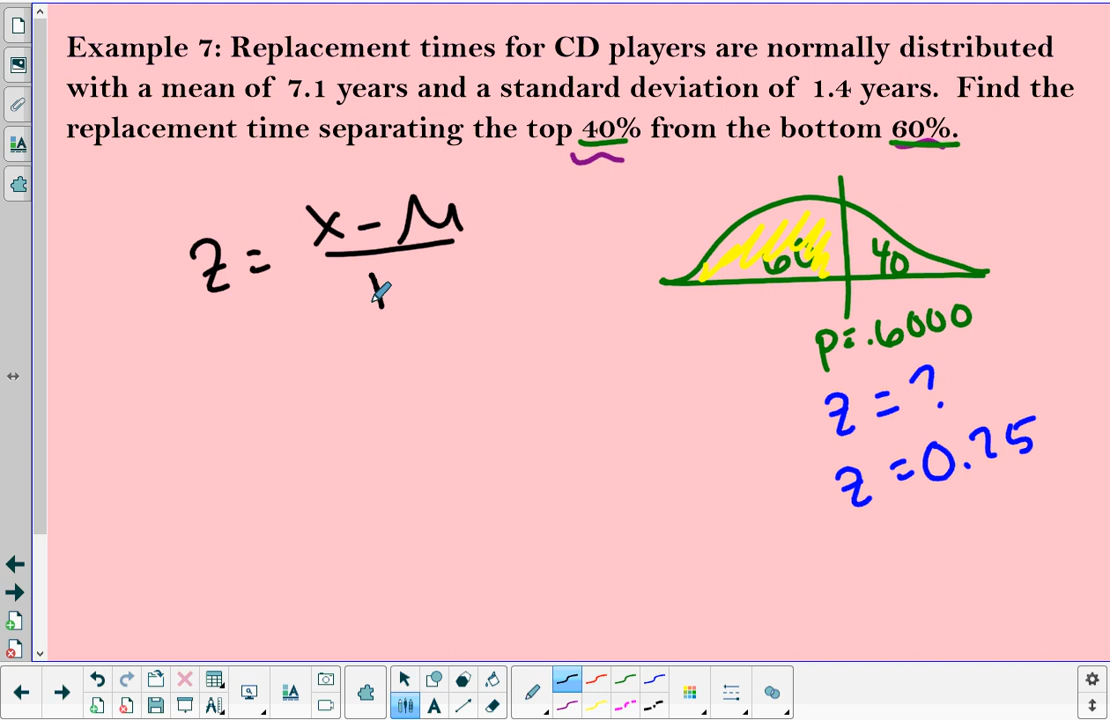 Example 7: Replacement times for CD players are normally distributed
with a mean of 7.1 years and a standard deviation of 1.4 years. Find the
replacement time separating the top 40% from the bottom 60%.
z = x - μ
60 40
p = .6000
z = ?
z = 0.25
A